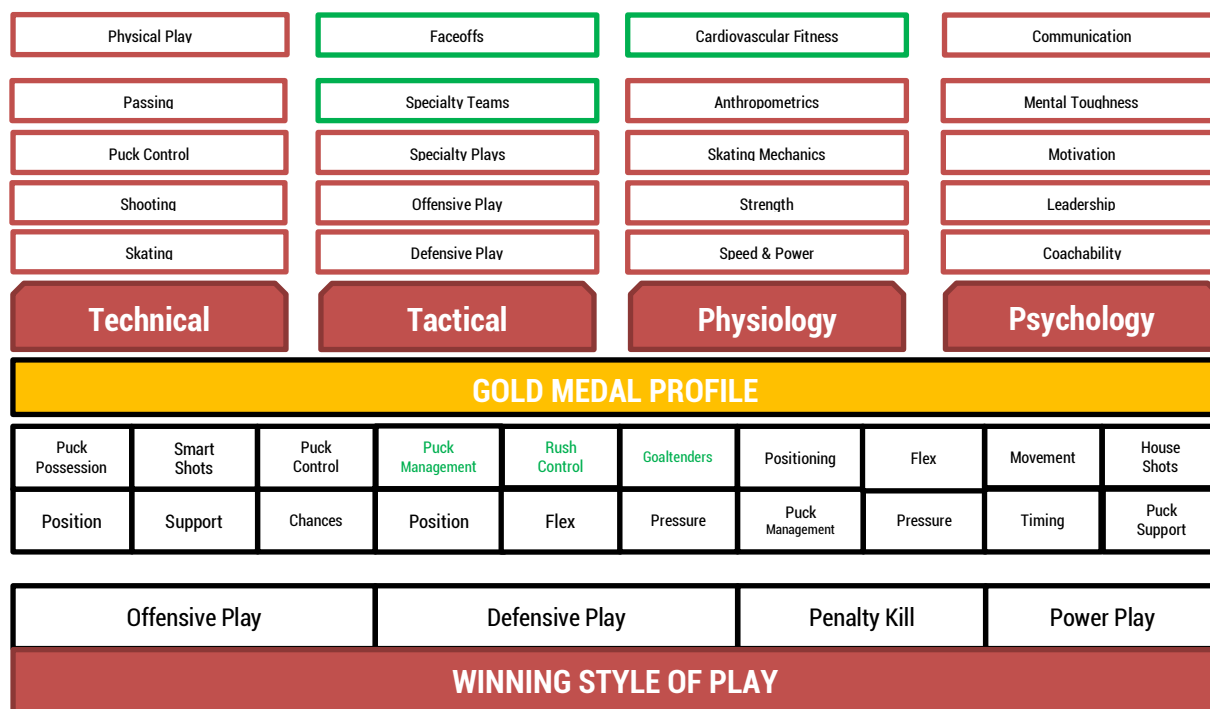 Physical Play
Faceoffs
Cardiovascular Fitness
Communication
Passing
Specialty Teams
Anthropometrics
Mental Toughness
Puck Control
Specialty Plays
Skating Mechanics
Motivation
Shooting
Offensive Play
Strength
Leadership
Skating
Defensive Play
Speed & Power
Coachability
Technical
Tactical
Physiology
Psychology
GOLD MEDAL PROFILE
Puck
Possession
Smart
Shots
Puck
Control
Puck
Management
Rush
Control
Goaltenders
Positioning
Flex
Movement
House
Shots
Position
Support
Chances
Position
Flex
Pressure
Puck
Management
Pressure
Timing
Puck
Support
Offensive Play
Defensive Play
Penalty Kill
Power Play
WINNING STYLE OF PLAY